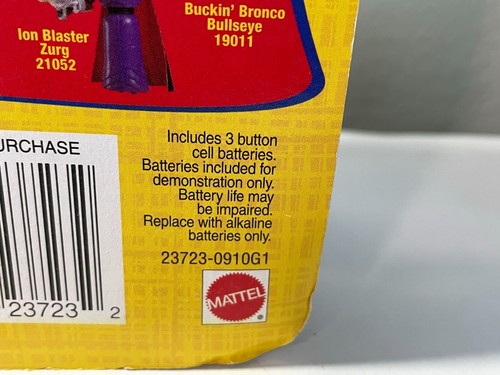 Ion Blaster
Zurg
21052
Buckin' Bronco
Bullseye
19011
URCHASE
23723 2
Includes 3 button
cell batteries.
Batteries included for
demonstration only.
Battery life may
be impaired.
Replace with alkaline
batteries only.
23723-0910G1
MATTEL
®